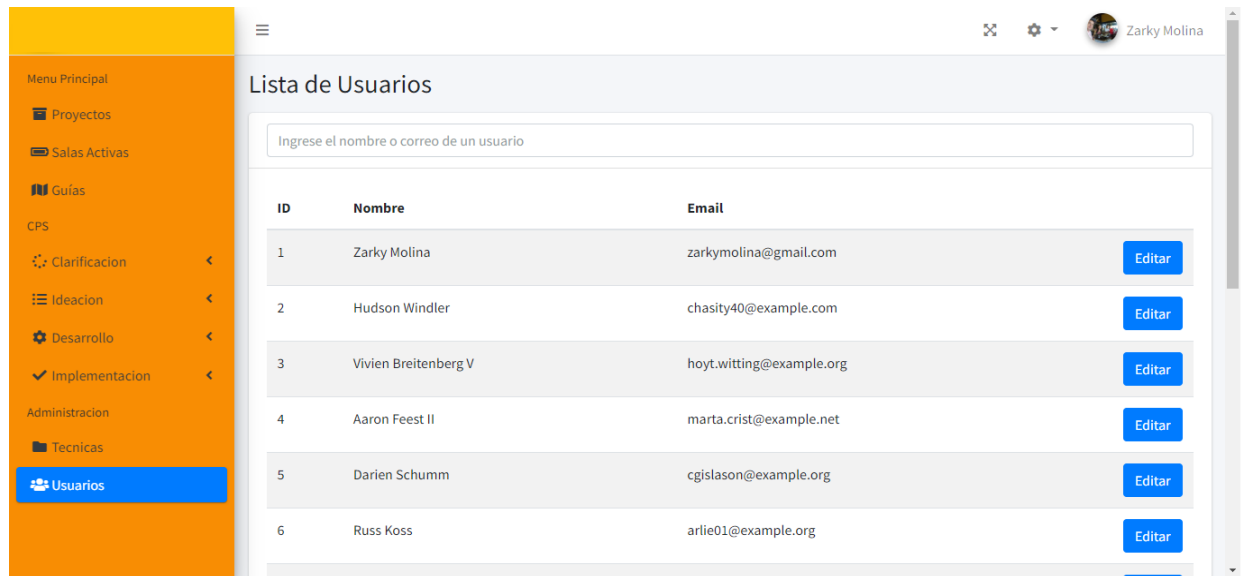 Zarky Molina
Menu Principal
Proyectos
Salas Activas
Guías
CPS
Clarificacion
Ideacion
Desarrollo
Implementacion
Administracion
Tecnicas
Usuarios
Lista de Usuarios
Ingrese el nombre o correo de un usuario
ID Nombre Email
1 Zarky Molina zarkymolina@gmail.com Editar
2 Hudson Windler chasity40@example.com Editar
3 Vivien Breitenberg V hoyt.witting@example.org Editar
4 Aaron Feest II marta.crist@example.net Editar
5 Darien Schumm cgislason@example.org Editar
6 Russ Koss arlie01@example.org Editar